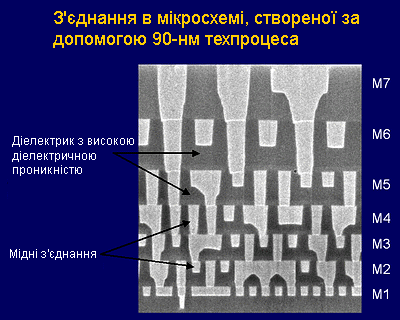 З'єднання в мікросхемі, створеної за
допомогою 90-нм техпроцеса
M7
M6
Діелектрик з високою
діелектричною
проникністю
M5
M4
Мідні з'єднання
M3
M2
M1